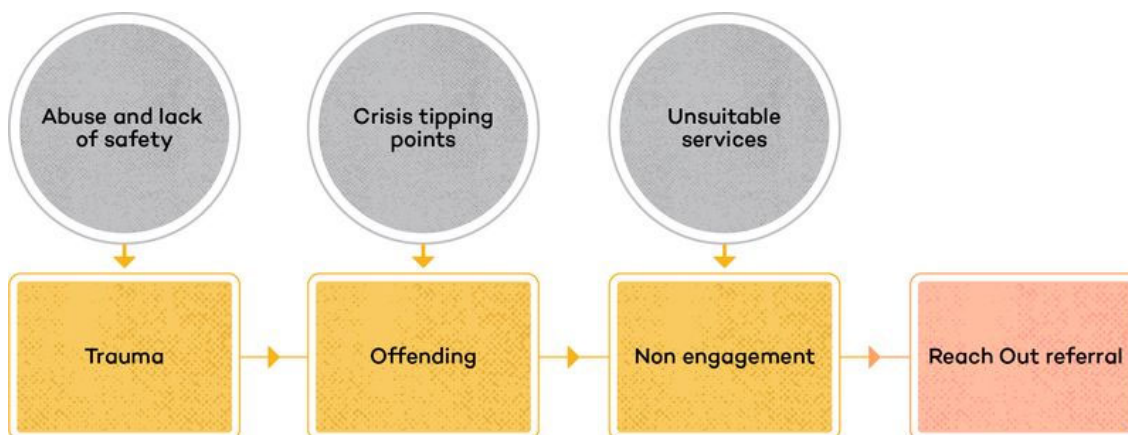 Abuse and lack
of safety
Crisis tipping
points
Unsuitable
services
Trauma
Offending
Non engagement
Reach Out referral